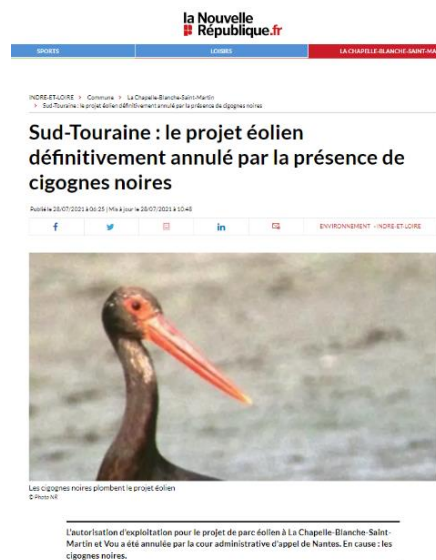 la Nouvelle
République.fr
SPORTS
LOISIRS
LA CHAPELLE-BLANCHE-SAINT-MA
INDRE-ET-LOIRE > Commune > La Chapelle-Blanche-Saint-Martin
> Sud-Touraine : le projet éolien définitivement annulé par la présence de cigognes noires
Sud-Touraine : le projet éolien
définitivement annulé par la présence de
cigognes noires
Publié le 28/07/2021 à 06:25 | Mis à jour le 28/07/2021 à 10:48
f
in
ENVIRONNEMENT - INDRE-ET-LOIRE
Les cigognes noires plombent le projet éolien
© Photo NR
L'autorisation d'exploitation pour le projet de parc éolien à La Chapelle-Blanche-Saint-
Martin et Vou a été annulée par la cour administrative d'appel de Nantes. En cause : les
cigognes noires.